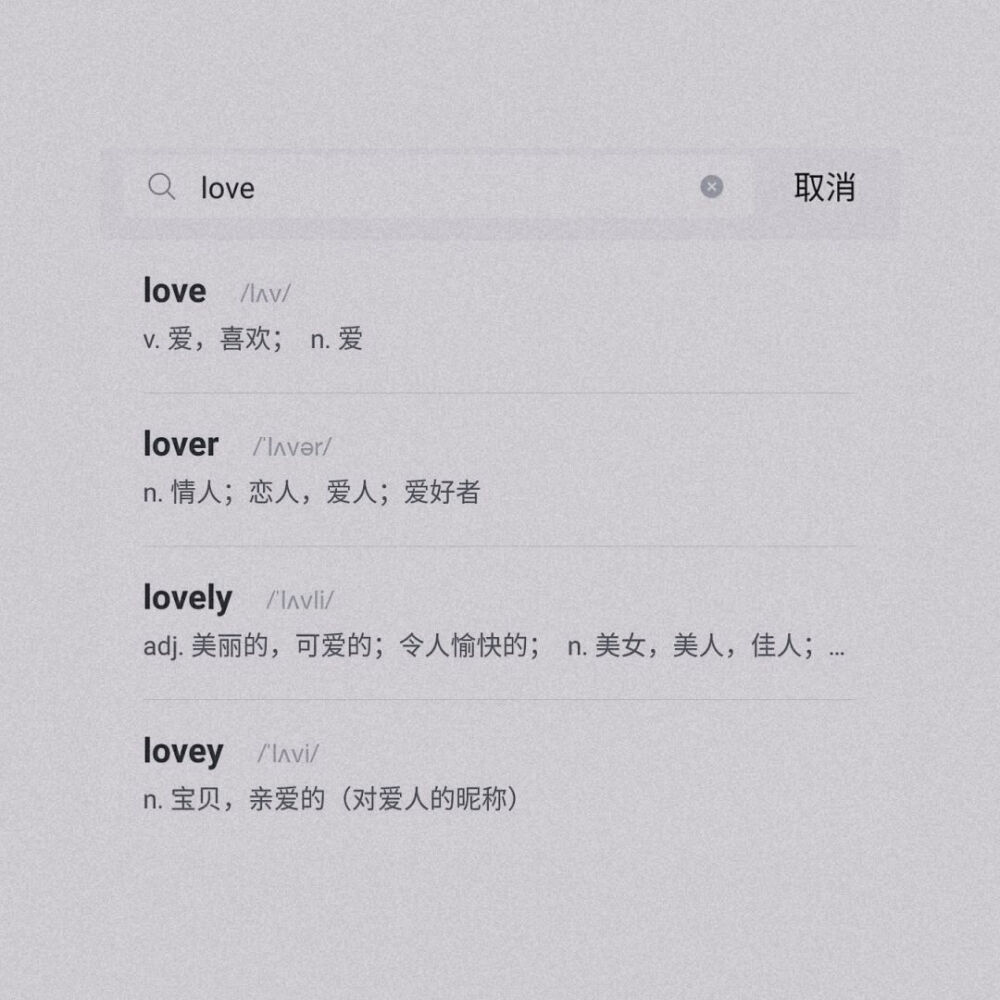 love 取消
love /lʌv/
v. 爱，喜欢； n. 爱
lover /ˈlʌvər/
n. 情人；恋人，爱人；爱好者
lovely /ˈlʌvli/
adj. 美丽的，可爱的；令人愉快的； n. 美女，美人，佳人；…
lovey /ˈlʌvi/
n. 宝贝，亲爱的（对爱人的昵称）